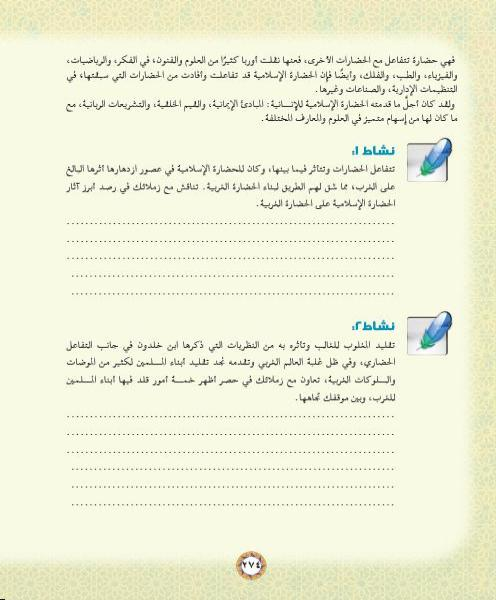 فهي حضارة تتفاعل مع الحضارات الأخرى، فعنها نقلت أوربا كثيرًا من العلوم والفنون، في الفكر، والرياضيات،
والفيزياء، والطب، والفلك، وأيضًا فإن الحضارة الإسلامية قد تفاعلت وأفادت من الحضارات التي سبقتها، في
التنظيمات الإدارية، والصناعات وغيرها.
ولقد كان أجلّ ما قدمته الحضارة الإسلامية للإنسانية: المبادئ الإيمانية، والقيم الخلقية، والتشريعات الربانية، مع
ما كان لها من إسهام متميز في العلوم والمعارف المختلفة.
نشاط ١:
تتفاعل الحضارات وتتأثر فيما بينها، وكان للحضارة الإسلامية في عصور ازدهارها أثرها البالغ
على الغرب، مما شق لهم الطريق لبناء الحضارة الغربية. تناقش مع زملائك في رصد أبرز آثار
الحضارة الإسلامية على الحضارة الغربية.
نشاط ٢:
تقليد المغلوب للغالب وتأثره به من النظريات التي ذكرها ابن خلدون في جانب التفاعل
الحضاري، وفي ظل غلبة العالم الغربي وتقدمه نجد تقليد أبناء المسلمين لكثير من الموضات
والسلوكات الغربية، تعاون مع زملائك في حصر أظهر خمسة أمور قلد فيها أبناء المسلمين
للغرب، وبين موقفك تجاهها.
٢٧٤